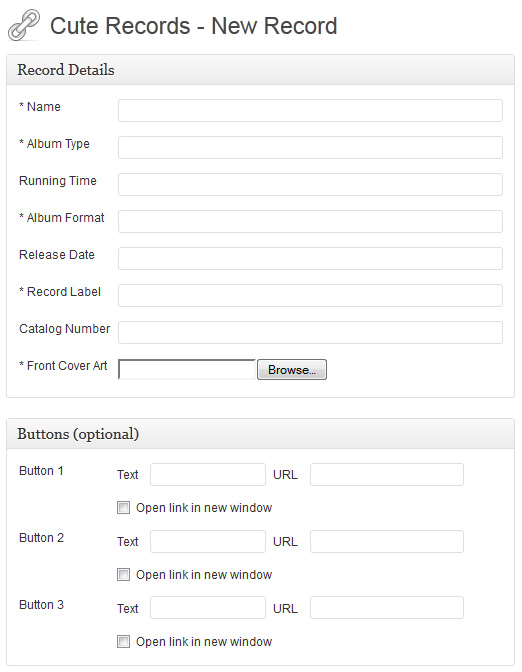 Cute Records - New Record
Record Details
* Name
* Album Type
Running Time
* Album Format
Release Date
* Record Label
Catalog Number
* Front Cover Art Browse...
Buttons (optional)
Button 1 Text URL
Open link in new window
Button 2 Text URL
Open link in new window
Button 3 Text URL
Open link in new window